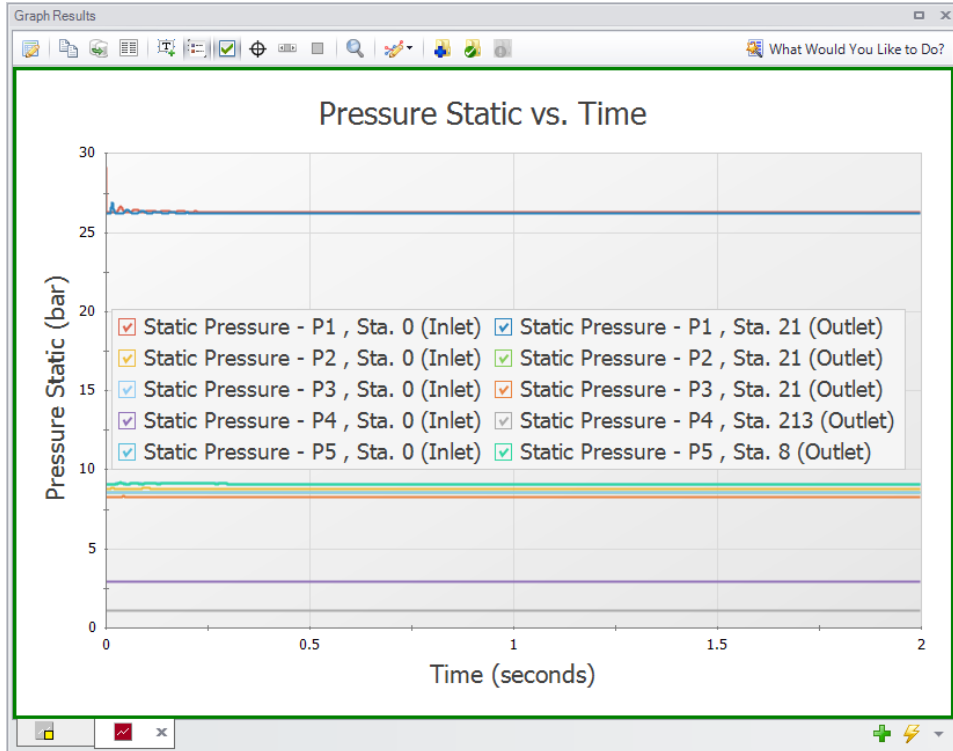 Graph Results
What Would You Like to Do?
Pressure Static vs. Time
30
25
20
15
10
5
0
Pressure Static (bar)
Static Pressure - P1 , Sta. 0 (Inlet) Static Pressure - P1 , Sta. 21 (Outlet)
Static Pressure - P2 , Sta. 0 (Inlet) Static Pressure - P2 , Sta. 21 (Outlet)
Static Pressure - P3 , Sta. 0 (Inlet) Static Pressure - P3 , Sta. 21 (Outlet)
Static Pressure - P4 , Sta. 0 (Inlet) Static Pressure - P4 , Sta. 213 (Outlet)
Static Pressure - P5 , Sta. 0 (Inlet) Static Pressure - P5 , Sta. 8 (Outlet)
0 0.5 1 1.5 2
Time (seconds)